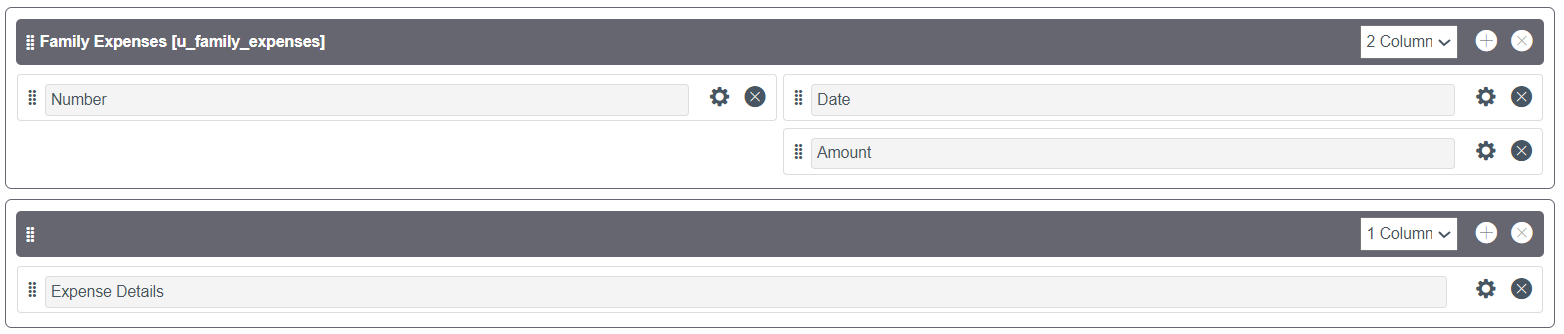 Family Expenses [u_family_expenses]
2 Column
Number
Date
Amount
1 Column
Expense Details